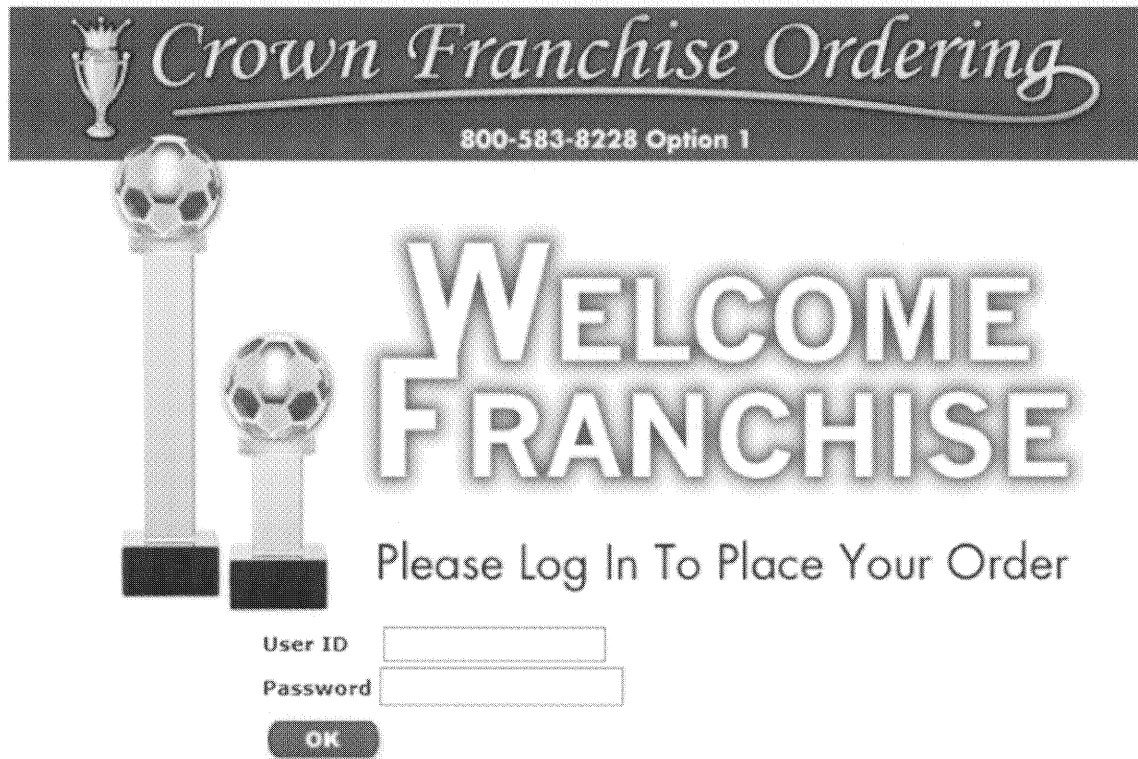 Crown Franchise Ordering
800-583-8228 Option 1
WELCOME
FRANCHISE
Please Log In To Place Your Order
User ID
Password
OK